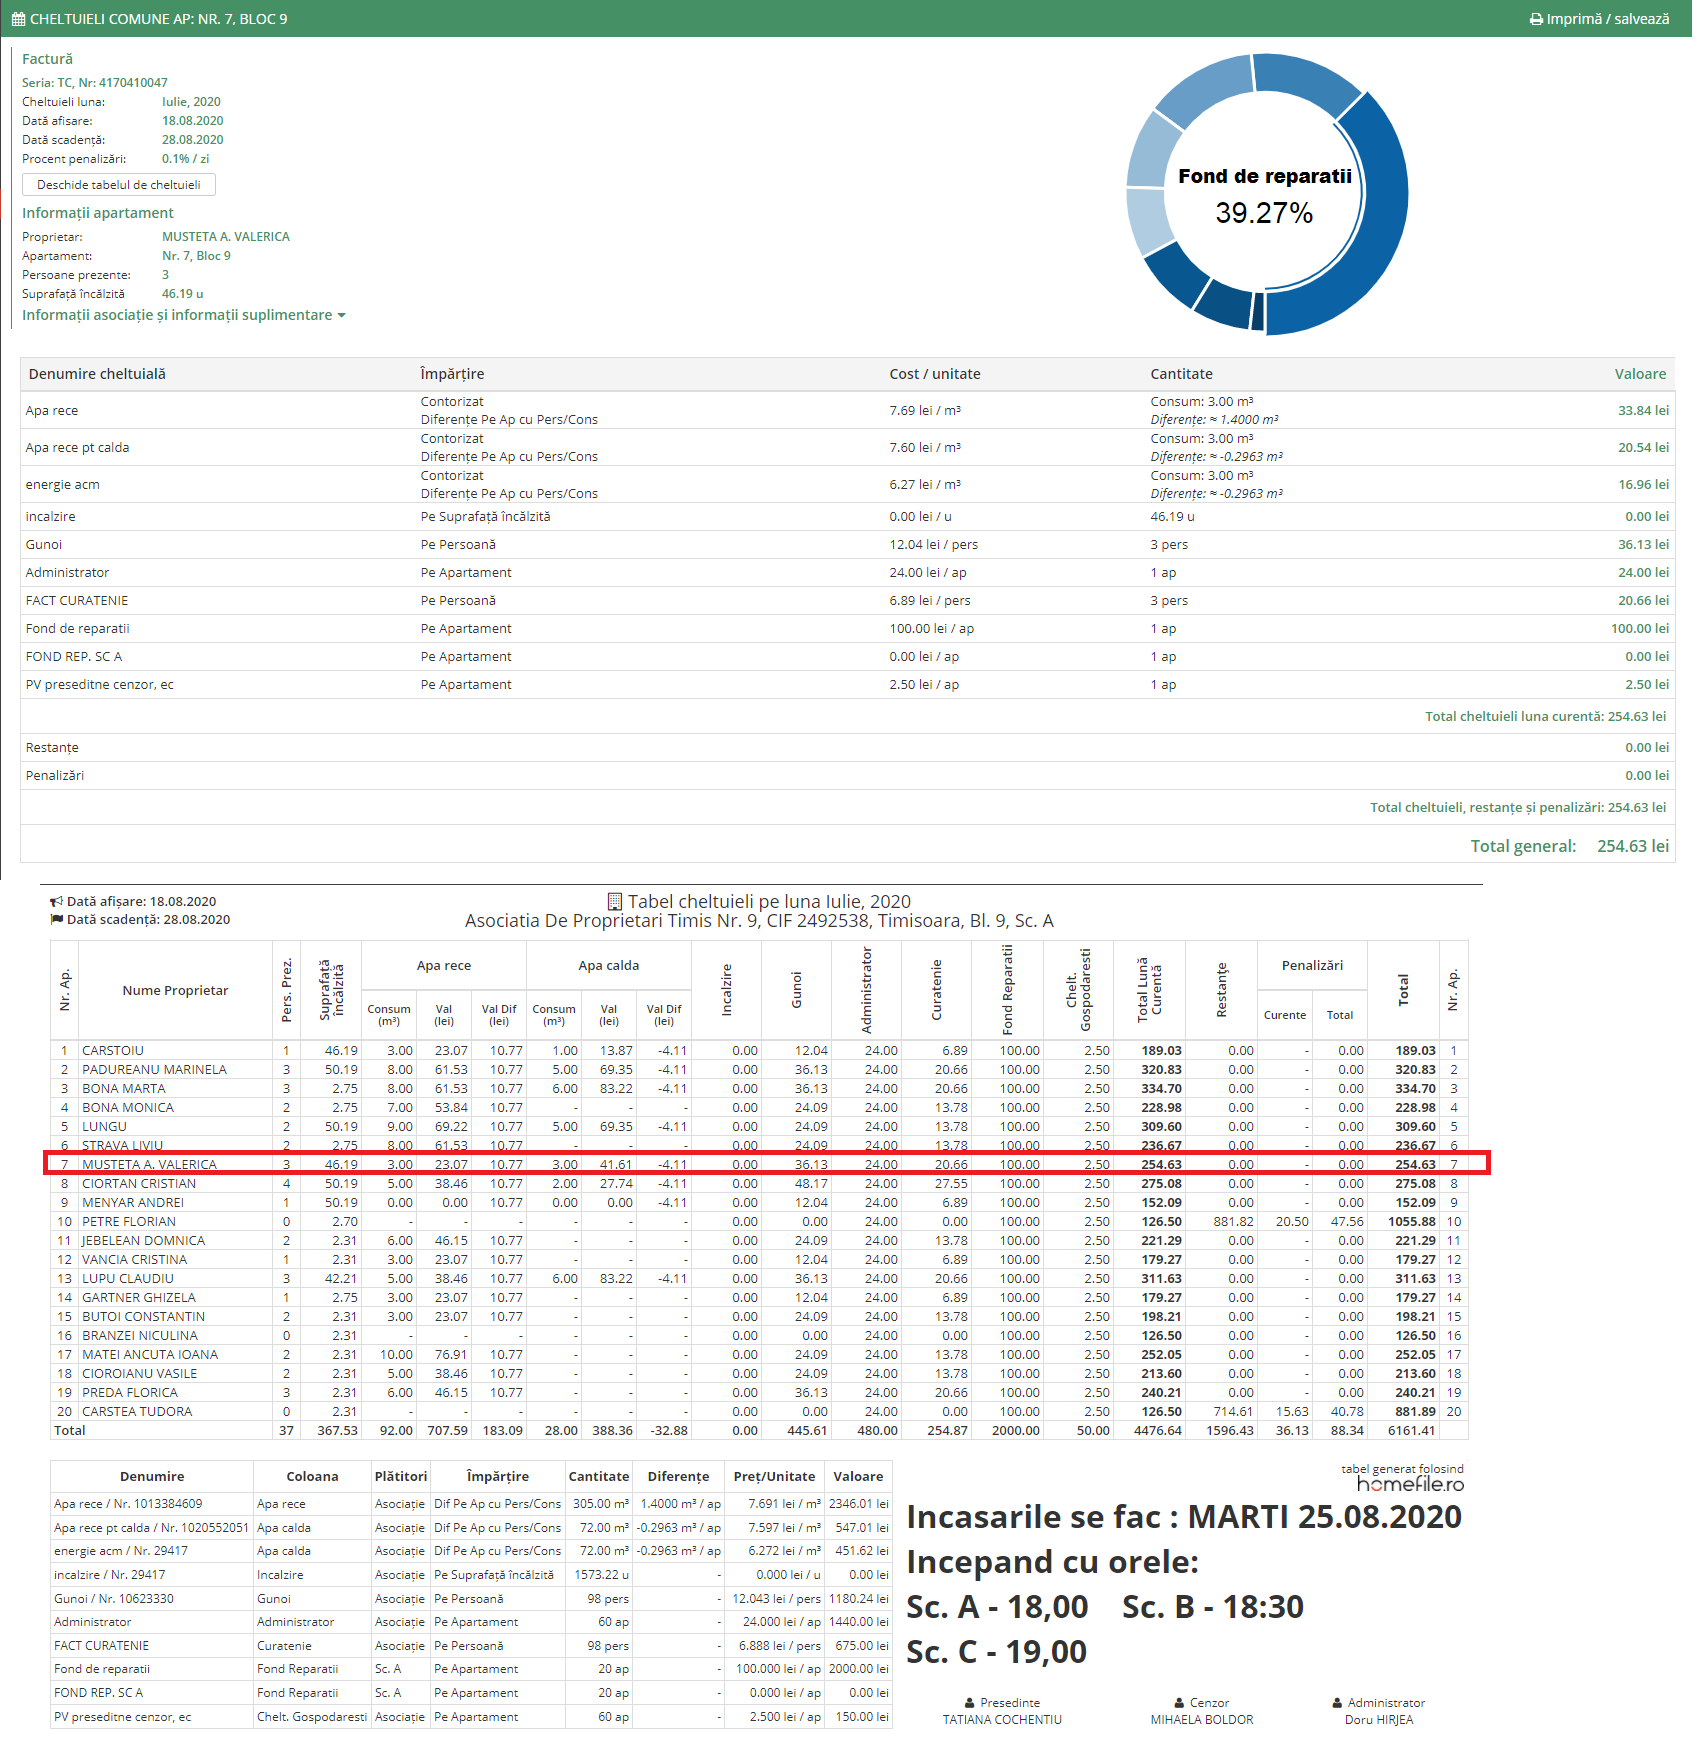 CHELTUIELI COMUNE AP: NR. 7, BLOC 9
Imprimă / salvează
Factură
Seria: TC, Nr: 4170410047
Cheltuieli luna: Iulie, 2020
Dată afisare: 18.08.2020
Dată scadență: 28.08.2020
Procent penalizări: 0.1% / zi
Deschide tabelul de cheltuieli
Informații apartament
Proprietar: MUSTETA A. VALERICA
Apartament: Nr. 7, Bloc 9
Persoane prezente: 3
Suprafață încălzită 46.19 u
Informații asociație și informații suplimentare
Fond de reparatii
39.27%
Denumire cheltuială Împărțire Cost / unitate Cantitate Valoare
Apa rece Contorizat Diferențe Pe Ap cu Pers/Cons 7.69 lei / m³ Consum: 3.00 m³ Diferențe: ≈ 1.4000 m³ 33.84 lei
Apa rece pt calda Contorizat Diferențe Pe Ap cu Pers/Cons 7.60 lei / m³ Consum: 3.00 m³ Diferențe: ≈ -0.2963 m³ 20.54 lei
energie acm Contorizat Diferențe Pe Ap cu Pers/Cons 6.27 lei / m³ Consum: 3.00 m³ Diferențe: ≈ -0.2963 m³ 16.96 lei
incalzire Pe Suprafață încălzită 0.00 lei / u 46.19 u 0.00 lei
Gunoi Pe Persoană 12.04 lei / pers 3 pers 36.13 lei
Administrator Pe Apartament 24.00 lei / ap 1 ap 24.00 lei
FACT CURATENIE Pe Persoană 6.89 lei / pers 3 pers 20.66 lei
Fond de reparatii Pe Apartament 100.00 lei / ap 1 ap 100.00 lei
FOND REP. SC A Pe Apartament 0.00 lei / ap 1 ap 0.00 lei
PV preseditne cenzor, ec Pe Apartament 2.50 lei / ap 1 ap 2.50 lei
Total cheltuieli luna curentă: 254.63 lei
Restanțe 0.00 lei
Penalizări 0.00 lei
Total cheltuieli, restanțe și penalizări: 254.63 lei
Total general: 254.63 lei
Dată afișare: 18.08.2020
Dată scadență: 28.08.2020
Tabel cheltuieli pe luna Iulie, 2020
Asociatia De Proprietari Timis Nr. 9, CIF 2492538, Timisoara, Bl. 9, Sc. A
Nr. Ap. Nume Proprietar Pers. Prez. Suprafată încălzită Apa rece Apa calda Incalzire Gunoi Administrator Curatenie Fond Reparatii Chelt. Gospodaresti Total Lună Curentă Restanțe Penalizări Total Nr. Ap.
Consum (m³) Val (lei) Val Dif (lei) Consum (m³) Val (lei) Val Dif (lei) Curente Total
1 CARSTOIU 1 46.19 3.00 23.07 10.77 1.00 13.87 -4.11 0.00 12.04 24.00 6.89 100.00 2.50 189.03 0.00 - 0.00 189.03 1
2 PADUREANU MARINELA 3 50.19 8.00 61.53 10.77 5.00 69.35 -4.11 0.00 36.13 24.00 20.66 100.00 2.50 320.83 0.00 - 0.00 320.83 2
3 BONA MARTA 3 2.75 8.00 61.53 10.77 6.00 83.22 -4.11 0.00 36.13 24.00 20.66 100.00 2.50 334.70 0.00 - 0.00 334.70 3
4 BONA MONICA 2 2.75 7.00 53.84 10.77 - - - 0.00 24.09 24.00 13.78 100.00 2.50 228.98 0.00 - 0.00 228.98 4
5 LUNGU 2 50.19 9.00 69.22 10.77 5.00 69.35 -4.11 0.00 24.09 24.00 13.78 100.00 2.50 309.60 0.00 - 0.00 309.60 5
6 STRAVA LIVIU 2 2.75 8.00 61.53 10.77 - - - 0.00 24.09 24.00 13.78 100.00 2.50 236.67 0.00 - 0.00 236.67 6
7 MUSTETA A. VALERICA 3 46.19 3.00 23.07 10.77 3.00 41.61 -4.11 0.00 36.13 24.00 20.66 100.00 2.50 254.63 0.00 - 0.00 254.63 7
8 CIORTAN CRISTIAN 4 50.19 5.00 38.46 10.77 2.00 27.74 -4.11 0.00 48.17 24.00 27.55 100.00 2.50 275.08 0.00 - 0.00 275.08 8
9 MENYAR ANDREI 1 50.19 0.00 0.00 10.77 0.00 0.00 -4.11 0.00 12.04 24.00 6.89 100.00 2.50 152.09 0.00 - 0.00 152.09 9
10 PETRE FLORIAN 0 2.70 - - - - - - 0.00 0.00 24.00 0.00 100.00 2.50 126.50 881.82 20.50 47.56 1055.88 10
11 JEBELEAN DOMNICA 2 2.31 6.00 46.15 10.77 - - - 0.00 24.09 24.00 13.78 100.00 2.50 221.29 0.00 - 0.00 221.29 11
12 VANCIA CRISTINA 1 2.31 3.00 23.07 10.77 - - - 0.00 12.04 24.00 6.89 100.00 2.50 179.27 0.00 - 0.00 179.27 12
13 LUPU CLAUDIU 3 42.21 5.00 38.46 10.77 6.00 83.22 -4.11 0.00 36.13 24.00 20.66 100.00 2.50 311.63 0.00 - 0.00 311.63 13
14 GARTNER GHIZELA 1 2.75 3.00 23.07 10.77 - - - 0.00 12.04 24.00 6.89 100.00 2.50 179.27 0.00 - 0.00 179.27 14
15 BUTOI CONSTANTIN 2 2.31 3.00 23.07 10.77 - - - 0.00 24.09 24.00 13.78 100.00 2.50 198.21 0.00 - 0.00 198.21 15
16 BRANZEI NICULINA 0 2.31 - - - - - - 0.00 0.00 24.00 0.00 100.00 2.50 126.50 0.00 - 0.00 126.50 16
17 MATEI ANCUTA IOANA 2 2.31 10.00 76.91 10.77 - - - 0.00 24.09 24.00 13.78 100.00 2.50 252.05 0.00 - 0.00 252.05 17
18 CIOROIANU VASILE 2 2.31 5.00 38.46 10.77 - - - 0.00 24.09 24.00 13.78 100.00 2.50 213.60 0.00 - 0.00 213.60 18
19 PREDA FLORICA 3 2.31 6.00 46.15 10.77 - - - 0.00 36.13 24.00 20.66 100.00 2.50 240.21 0.00 - 0.00 240.21 19
20 CARSTEA TUDORA 0 2.31 - - - - - - 0.00 0.00 24.00 0.00 100.00 2.50 126.50 714.61 15.63 40.78 881.89 20
Total 37 367.53 92.00 707.59 183.09 28.00 388.36 -32.88 0.00 445.61 480.00 254.87 2000.00 50.00 4476.64 1596.43 36.13 88.34 6161.41
Denumire Coloana Plătitori Împărțire Cantitate Diferențe Preț/Unitate Valoare
Apa rece / Nr. 1013384609 Apa rece Asociație Dif Pe Ap cu Pers/Cons 305.00 m³ 1.4000 m³ / ap 7.691 lei / m³ 2346.01 lei
Apa rece pt calda / Nr. 1020552051 Apa calda Asociație Dif Pe Ap cu Pers/Cons 72.00 m³ -0.2963 m³ / ap 7.597 lei / m³ 547.01 lei
energie acm / Nr. 29417 Apa calda Asociație Dif Pe Ap cu Pers/Cons 72.00 m³ -0.2963 m³ / ap 6.272 lei / m³ 451.62 lei
incalzire / Nr. 29417 Incalzire Asociație Pe Suprafață încălzită 1573.22 u - 0.000 lei / u 0.00 lei
Gunoi / Nr. 10623330 Gunoi Asociație Pe Persoană 98 pers - 12.043 lei / pers 1180.24 lei
Administrator Administrator Asociație Pe Apartament 60 ap - 24.000 lei / ap 1440.00 lei
FACT CURATENIE Curatenie Asociație Pe Persoană 98 pers - 6.888 lei / pers 675.00 lei
Fond de reparatii Fond Reparatii Sc. A Pe Apartament 20 ap - 100.000 lei / ap 2000.00 lei
FOND REP. SC A Fond Reparatii Sc. A Pe Apartament 20 ap - 0.000 lei / ap 0.00 lei
PV preseditne cenzor, ec Chelt. Gospodaresti Asociație Pe Apartament 60 ap - 2.500 lei / ap 150.00 lei
tabel generat folosind
homefile.ro
Incasarile se fac : MARTI 25.08.2020
Incepand cu orele:
Sc. A - 18,00 Sc. B - 18:30
Sc. C - 19,00
Presedinte Cenzor Administrator
TATIANA COCHENTIU MIHAELA BOLDOR Doru HIRJEA